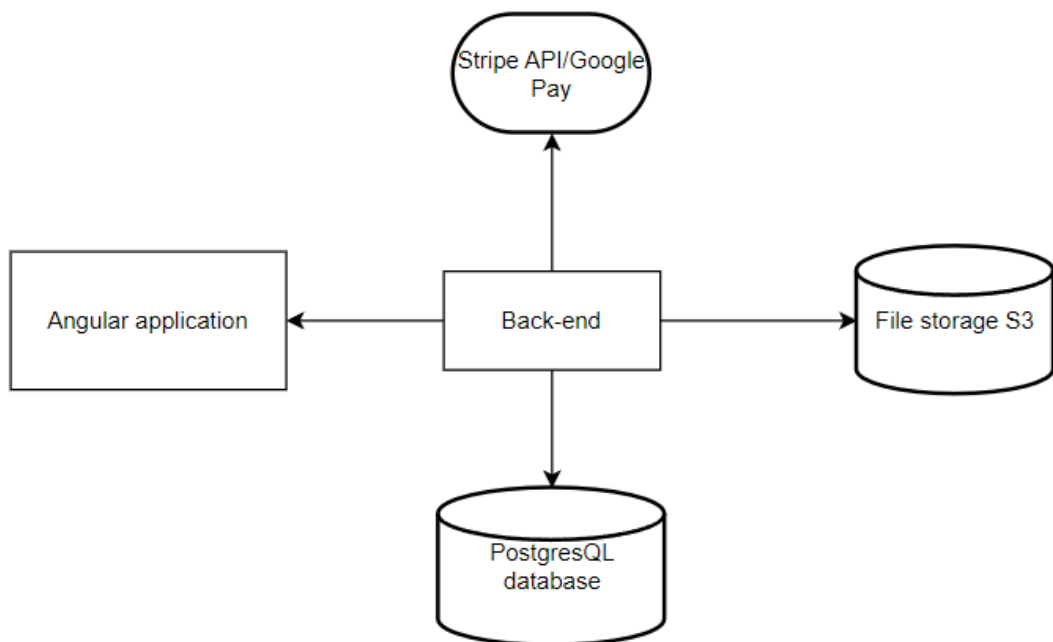 Stripe API/Google
Pay
Angular application
Back-end
File storage S3
PostgresQL
database